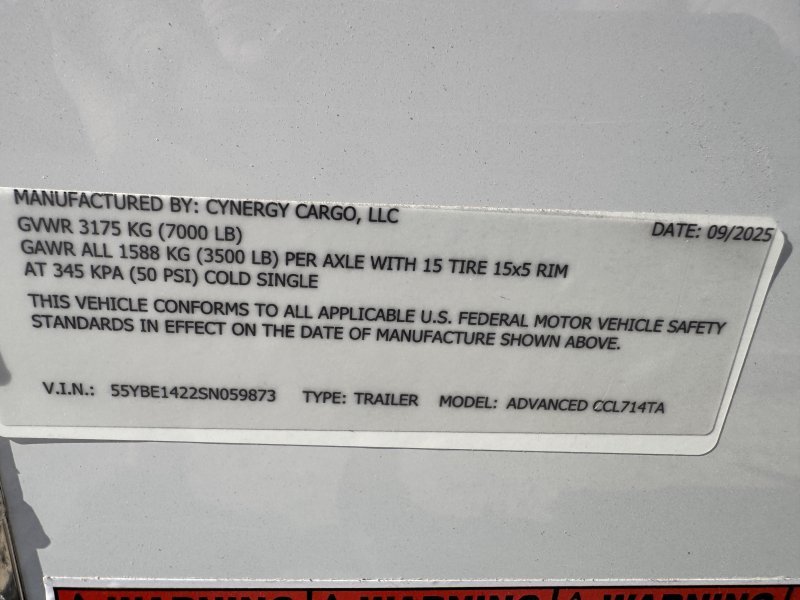 MANUFACTURED BY: CYNERGY CARGO, LLC
DATE: 09/2025
GVWR 3175 KG (7000 LB)
GAWR ALL 1588 KG (3500 LB) PER AXLE WITH 15 TIRE 15x5 RIM
AT 345 KPA (50 PSI) COLD SINGLE
THIS VEHICLE CONFORMS TO ALL APPLICABLE U.S. FEDERAL MOTOR VEHICLE SAFETY
STANDARDS IN EFFECT ON THE DATE OF MANUFACTURE SHOWN ABOVE.
V.I.N.: 55YBE1422SN059873 TYPE: TRAILER MODEL: ADVANCED CCL714TA
WARNING WARNING WARNING